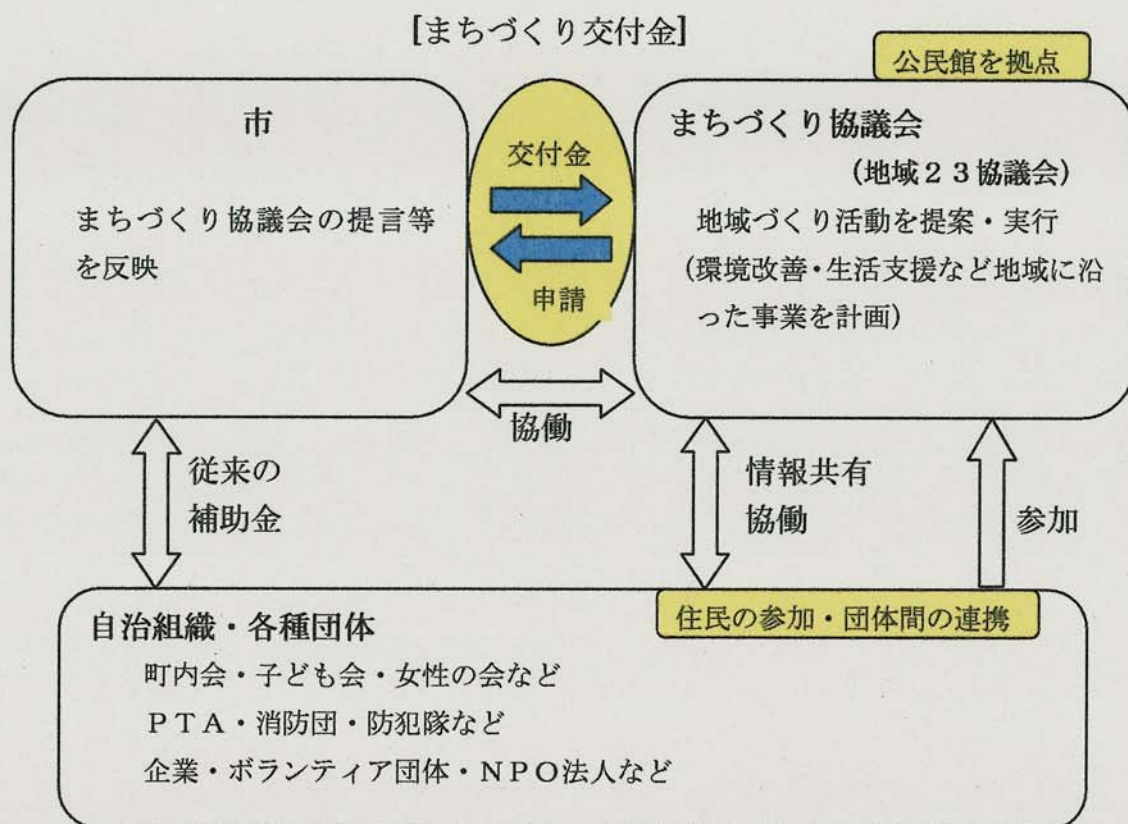 [まちづくり交付金]
公民館を拠点
市
まちづくり協議会の提言等
を反映
交付金
申請
まちづくり協議会
(地域２３協議会)
地域づくり活動を提案・実行
(環境改善・生活支援など地域に沿
った事業を計画)
協働
従来の
補助金
情報共有
協働
参加
自治組織・各種団体
住民の参加・団体間の連携
町内会・子ども会・女性の会など
ＰＴＡ・消防団・防犯隊など
企業・ボランティア団体・ＮＰＯ法人など